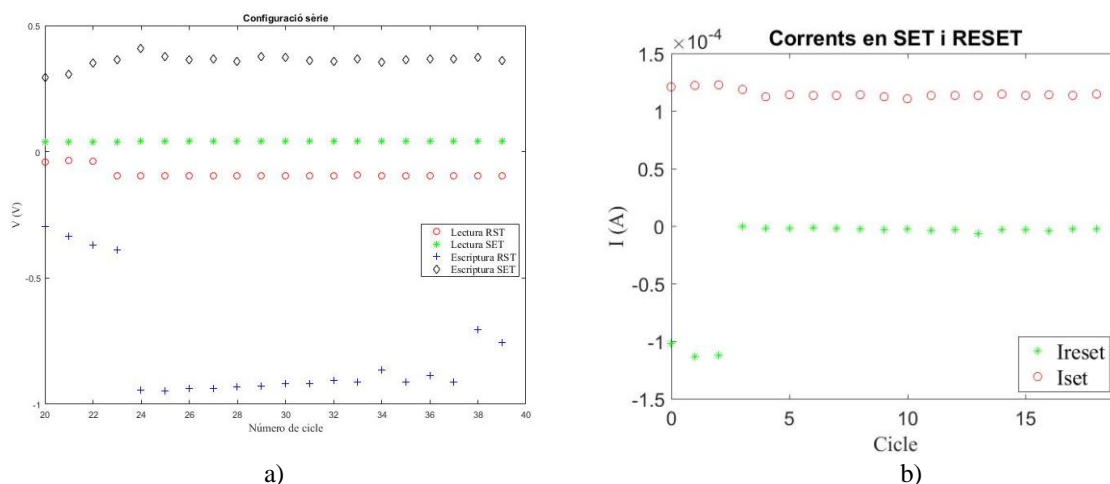 Configuració sèrie
0.5
0
-0.5
-1
V (V)
20 22 24 26 28 30 32 34 36 38 40
Número de cicle
Lectura RST
Lectura SET
Escriptura RST
Escriptura SET
a)
Corrents en SET i RESET
×10-4
1.5
1
0.5
0
-0.5
-1
-1.5
I (A)
0 5 10 15
Cicle
Ireset
Iset
b)